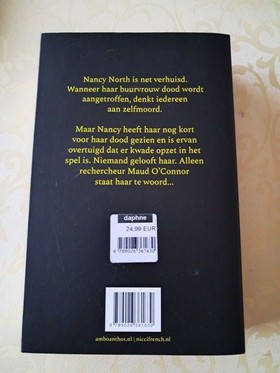 Nancy North is net verhuisd.
Wanneer haar buurvrouw dood wordt
aangetroffen, denkt iedereen
aan zelfmoord.
Maar Nancy heeft haar nog kort
voor haar dood gezien en is ervan
overtuigd dat er kwade opzet in het
spel is. Niemand gelooft haar. Alleen
rechercheur Maud O'Connor
staat haar te woord...
daphne
24,99 EUR
amboanthos.nl | niccifrench.nl